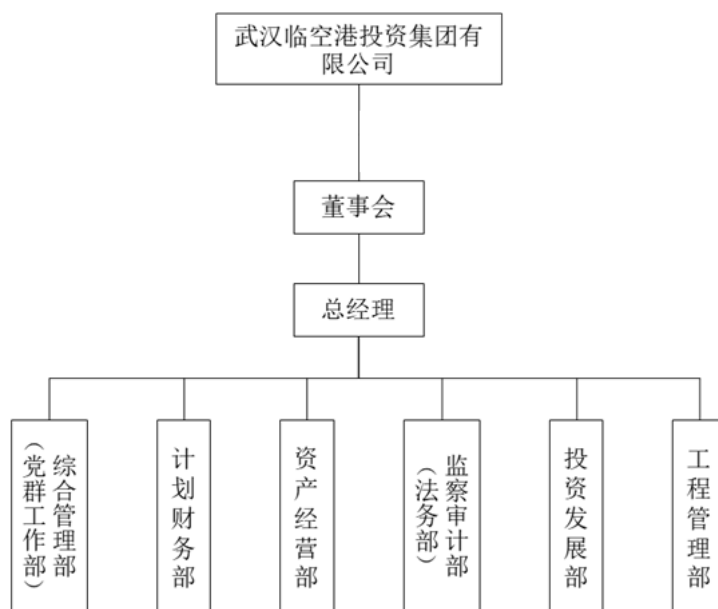 武汉临空港投资集团有
限公司
董事会
总经理
综合管理部
（党群工作部）
计划财务部
资产经营部
监察审计部
（法务部）
投资发展部
工程管理部